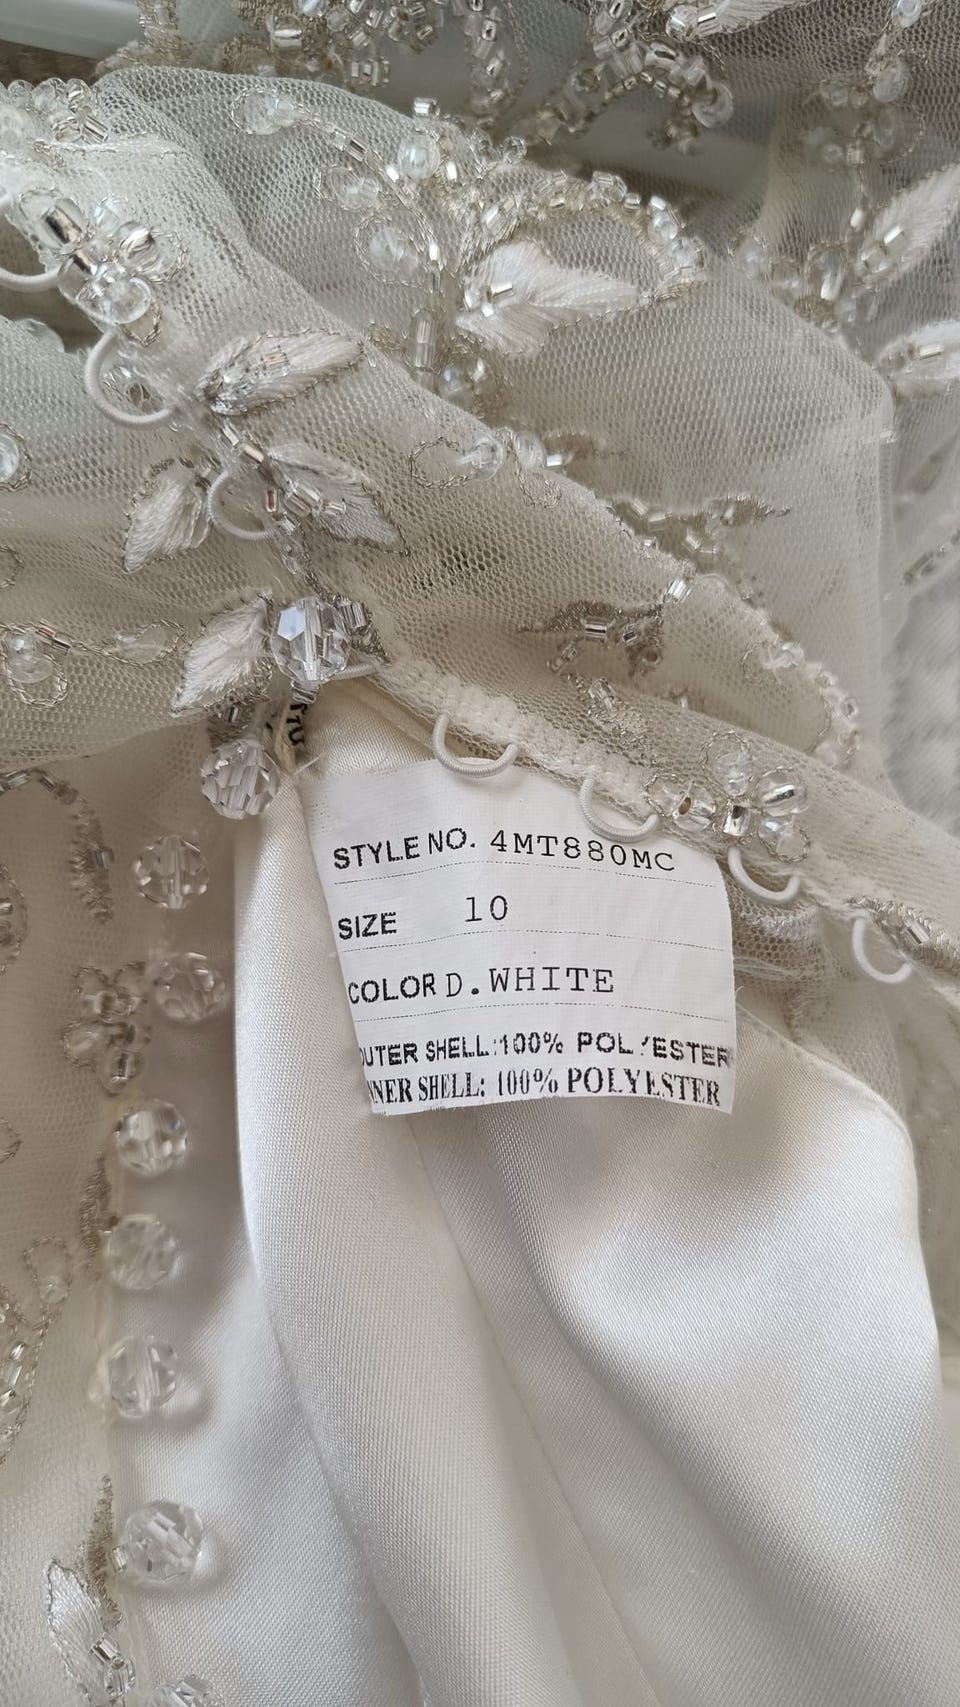 STYLE NO. 4MT880MC
SIZE 10
COLOR D.WHITE
OUTER SHELL:100% POLYESTER
INNER SHELL: 100% POLYESTER